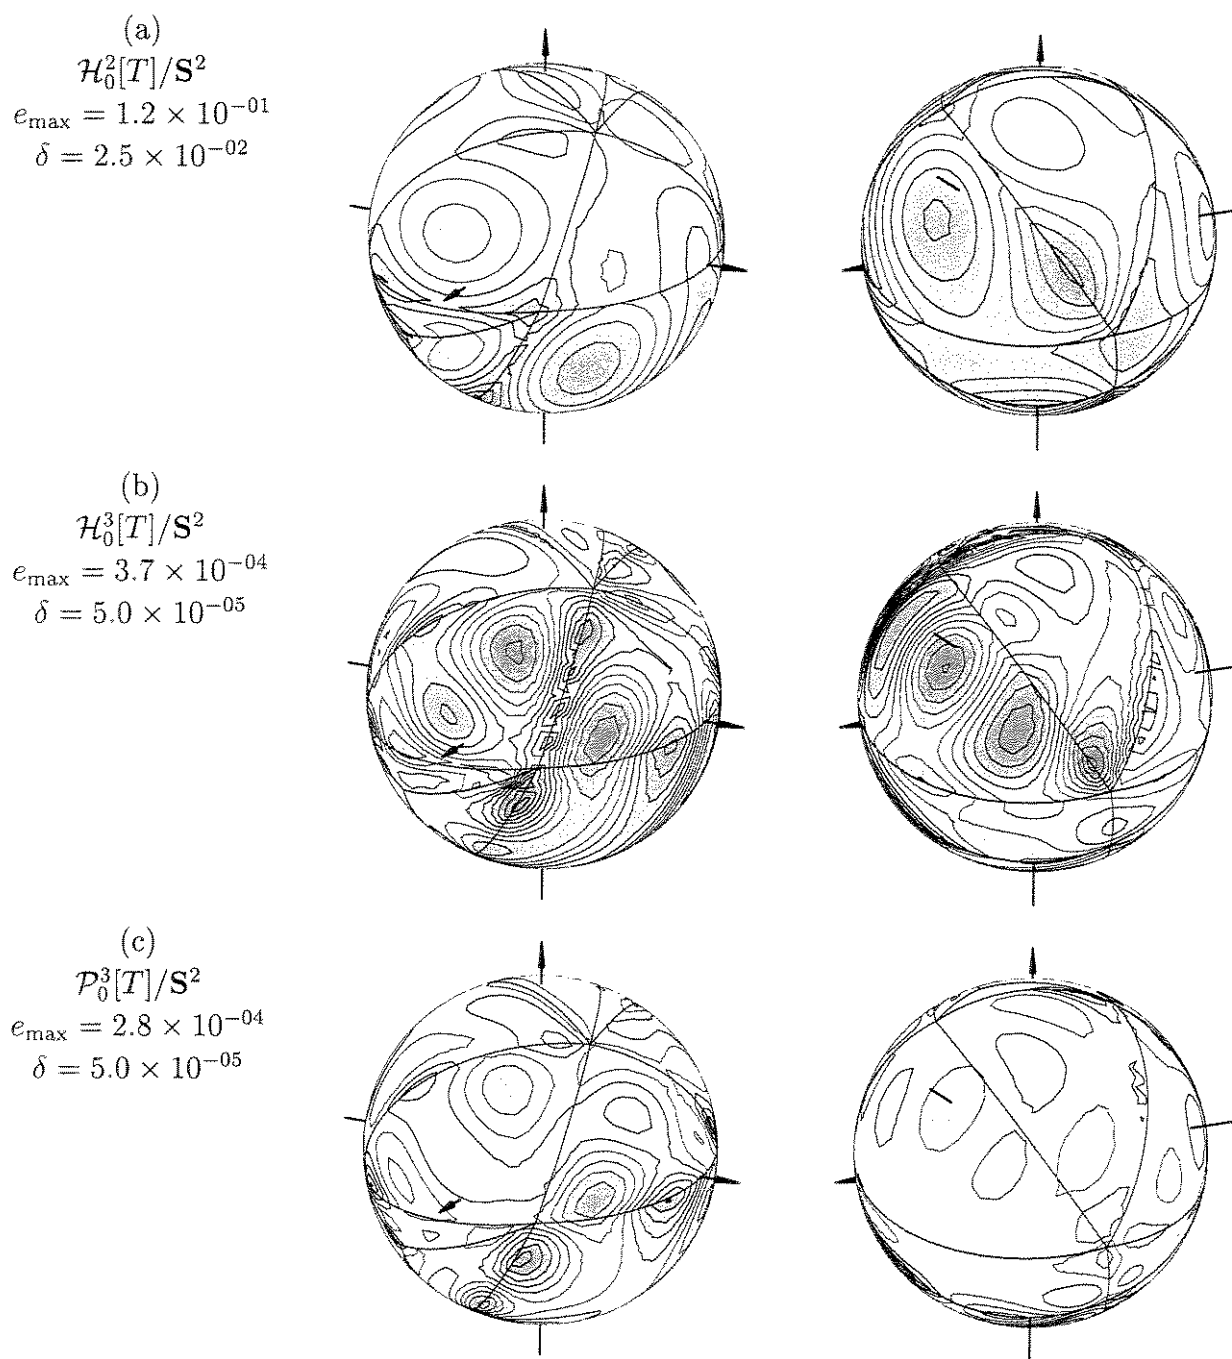 (a)
$\mathcal{H}_0^2[T]/\mathbf{S}^2$
$e_{\max} = 1.2 \times 10^{-01}$
$\delta = 2.5 \times 10^{-02}$
(b)
$\mathcal{H}_0^3[T]/\mathbf{S}^2$
$e_{\max} = 3.7 \times 10^{-04}$
$\delta = 5.0 \times 10^{-05}$
(c)
$\mathcal{P}_0^3[T]/\mathbf{S}^2$
$e_{\max} = 2.8 \times 10^{-04}$
$\delta = 5.0 \times 10^{-05}$